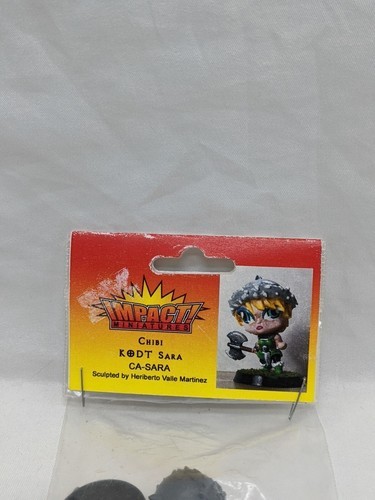 IMPACT!
MINIATURES
CHIBI
KODT SARA
CA-SARA
Sculpted by Heriberto Valle Martinez